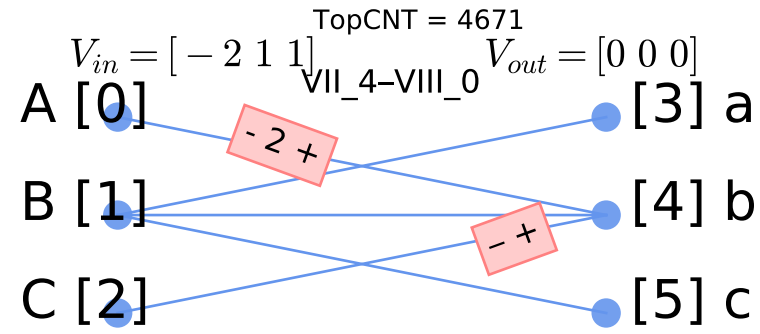 TopCNT = 4671
V_in = [ − 2 1 1]
V_out = [0 0 0]
VII_4–VIII_0
A [0]
[3] a
- 2 +
B [1]
[4] b
− +
C [2]
[5] c